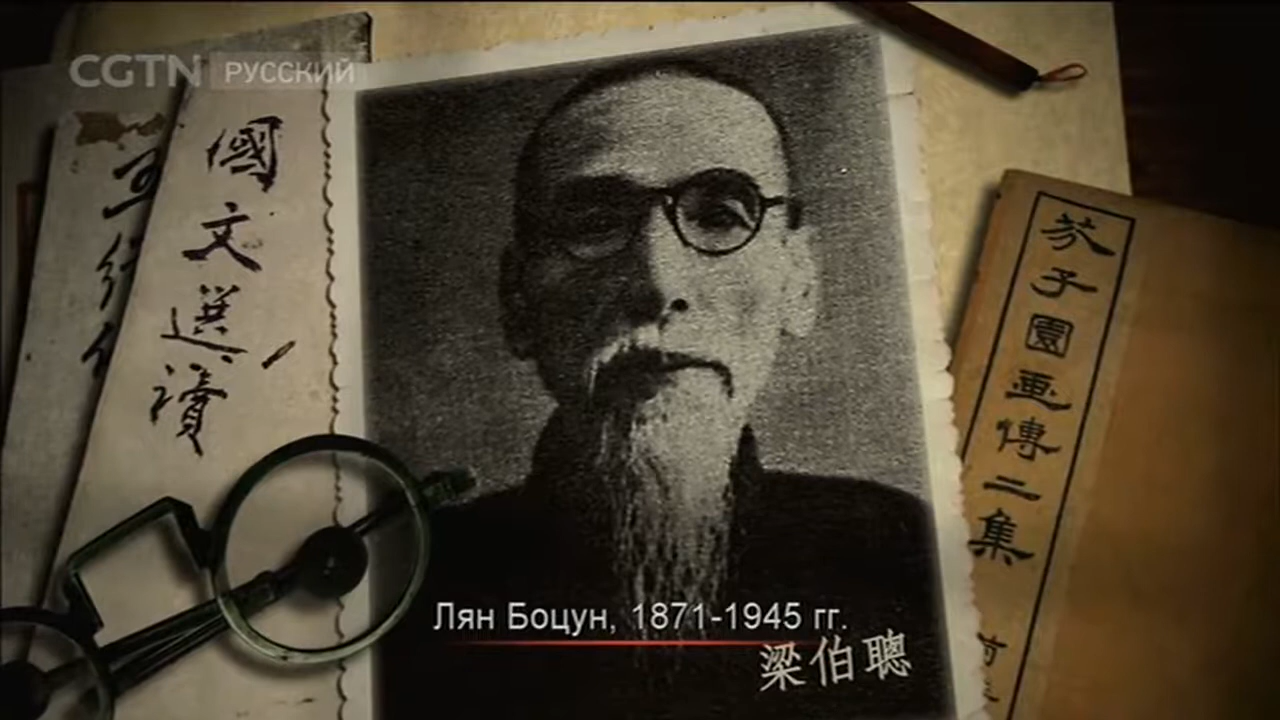 CGTN РУССКИЙ
國文選讀
芥子園画傳二集
Лян Боцун, 1871-1945 гг.
梁伯聰